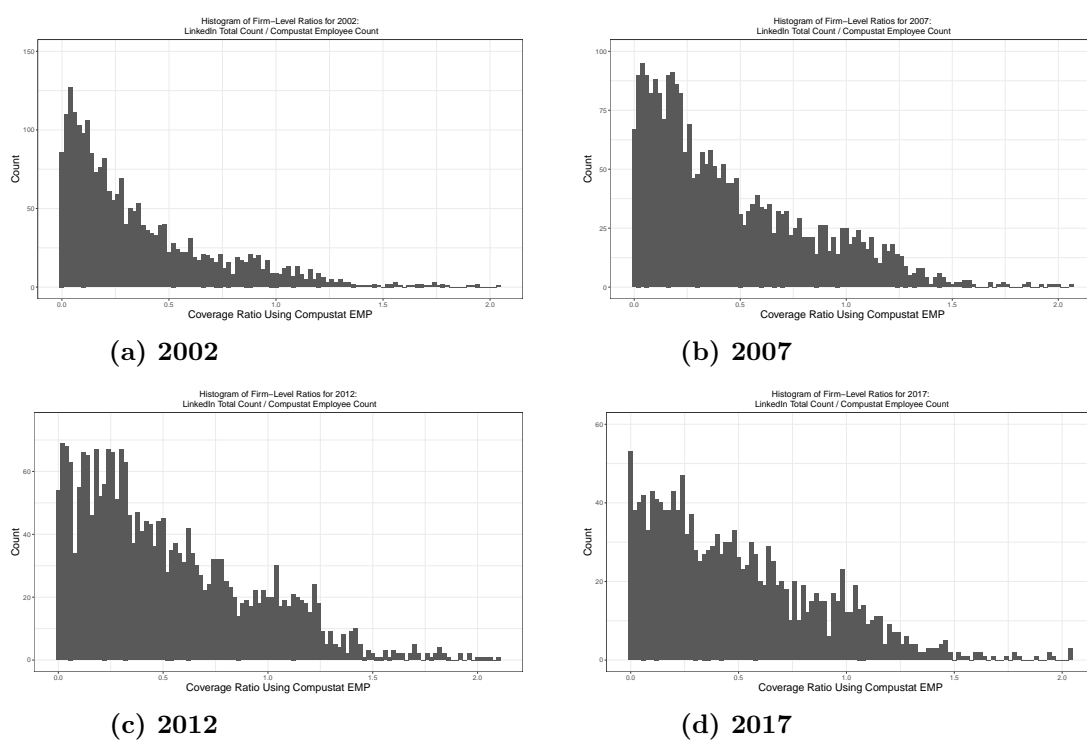 Histogram of Firm−Level Ratios for 2002:
LinkedIn Total Count / Compustat Employee Count
150
100
50
0
Count
0.0 0.5 1.0 1.5 2.0
Coverage Ratio Using Compustat EMP
(a) 2002
Histogram of Firm−Level Ratios for 2007:
LinkedIn Total Count / Compustat Employee Count
100
75
50
25
0
Count
0.0 0.5 1.0 1.5 2.0
Coverage Ratio Using Compustat EMP
(b) 2007
Histogram of Firm−Level Ratios for 2012:
LinkedIn Total Count / Compustat Employee Count
60
40
20
0
Count
0.0 0.5 1.0 1.5 2.0
Coverage Ratio Using Compustat EMP
(c) 2012
Histogram of Firm−Level Ratios for 2017:
LinkedIn Total Count / Compustat Employee Count
60
40
20
0
Count
0.0 0.5 1.0 1.5 2.0
Coverage Ratio Using Compustat EMP
(d) 2017